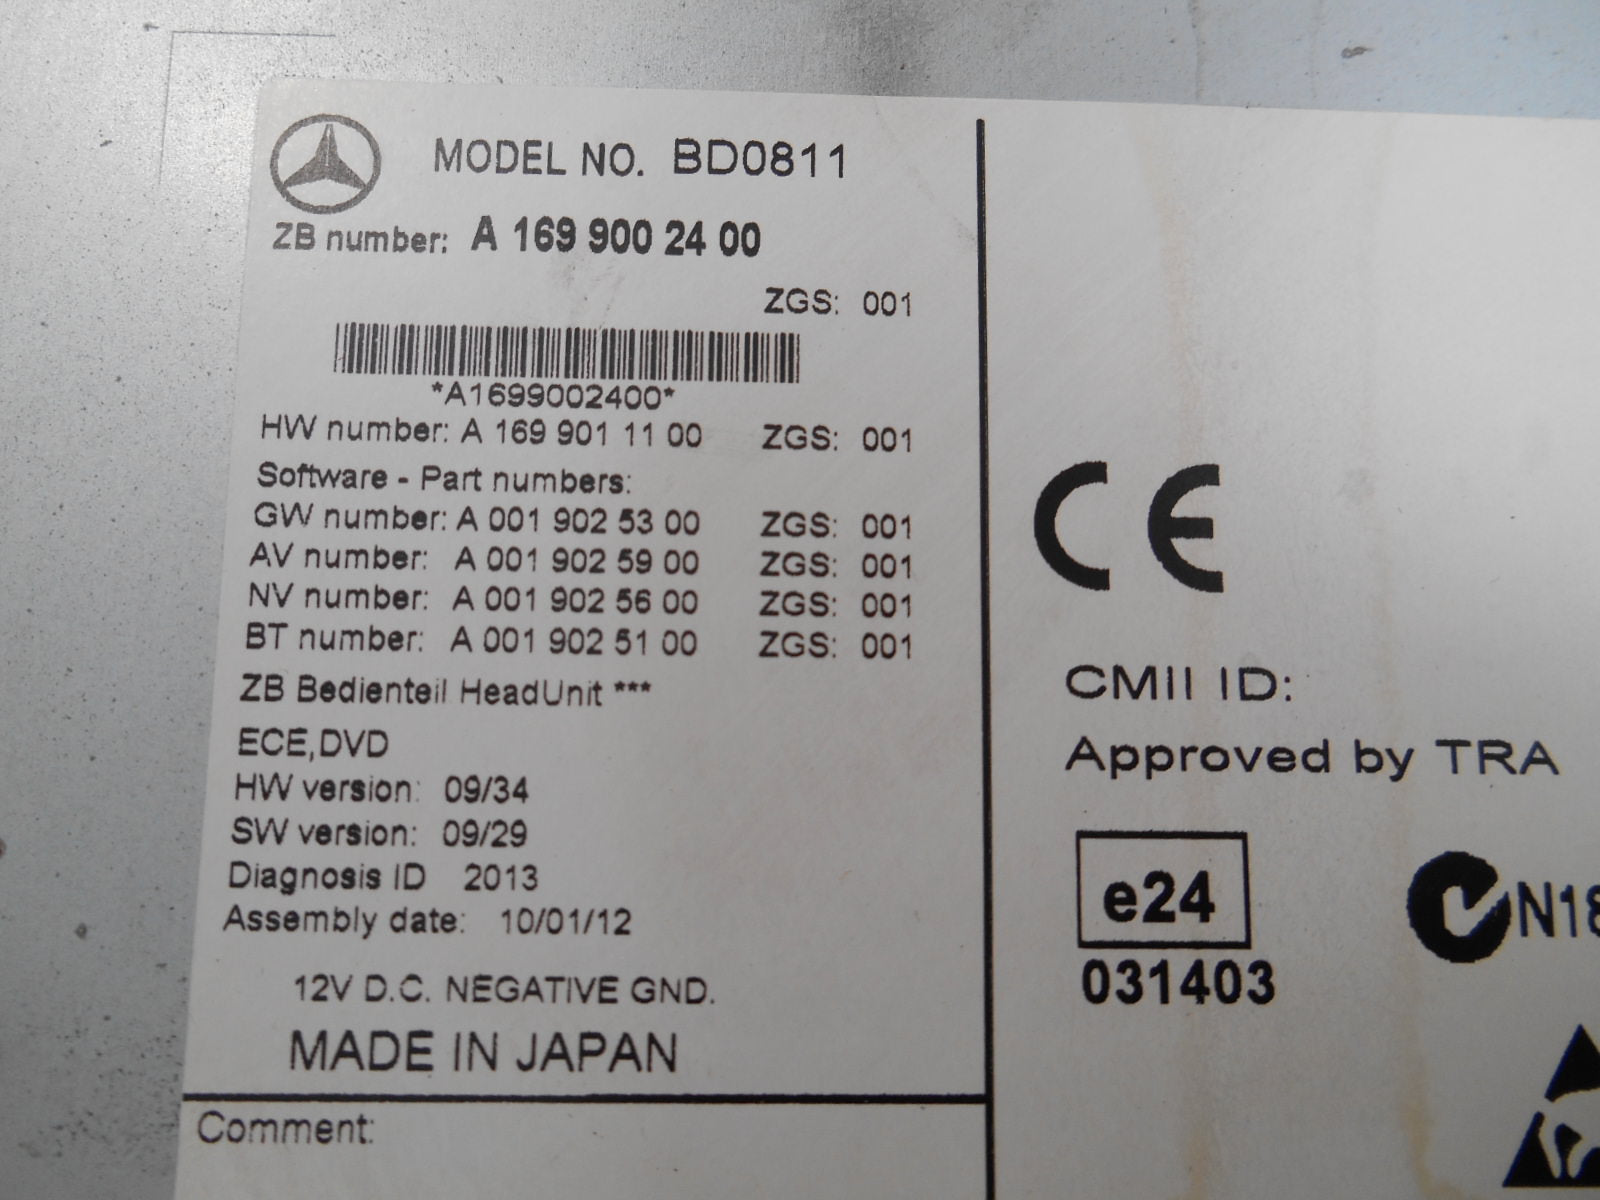 MODEL NO. BD0811
ZB number: A 169 900 24 00
ZGS: 001
*A1699002400*
HW number: A 169 901 11 00 ZGS: 001
Software - Part numbers:
GW number: A 001 902 53 00 ZGS: 001
AV number: A 001 902 59 00 ZGS: 001
NV number: A 001 902 56 00 ZGS: 001
BT number: A 001 902 51 00 ZGS: 001
ZB Bedienteil HeadUnit ***
ECE,DVD
HW version: 09/34
SW version: 09/29
Diagnosis ID 2013
Assembly date: 10/01/12
12V D.C. NEGATIVE GND.
MADE IN JAPAN
Comment:
CE
CMII ID:
Approved by TRA
e24
031403